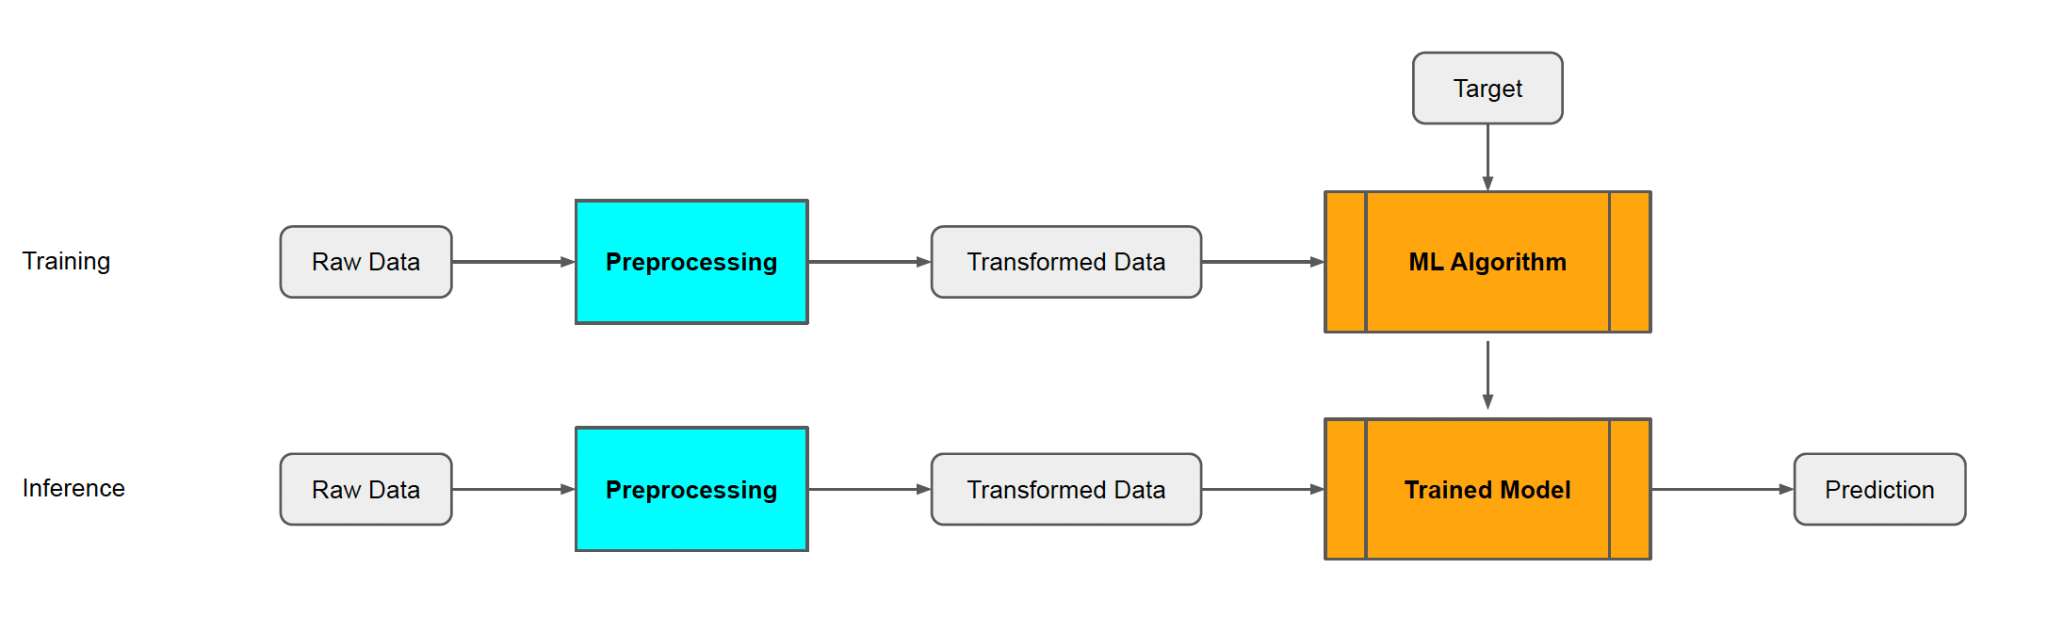 Target
Training
Raw Data
Preprocessing
Transformed Data
ML Algorithm
Inference
Raw Data
Preprocessing
Transformed Data
Trained Model
Prediction